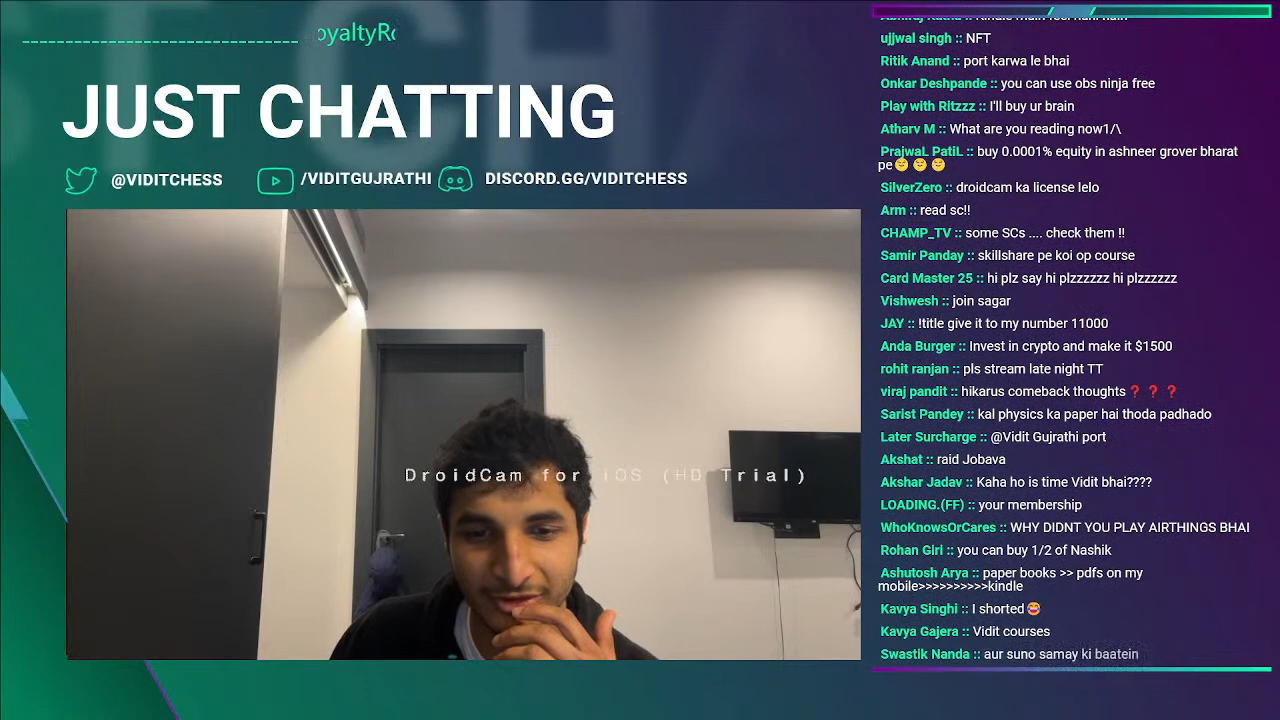 oyaltyRo
JUST CHATTING
@VIDITCHESS
/VIDITGUJRATHI
DISCORD.GG/VIDITCHESS
DroidCam for iOS (HD Trial)
ujjwal singh :: NFT
Ritik Anand :: port karwa le bhai
Onkar Deshpande :: you can use obs ninja free
Play with Ritzzz :: I'll buy ur brain
Atharv M :: What are you reading now1/\
PrajwaL PatiL :: buy 0.0001% equity in ashneer grover bharat
pe😌😌😌
SilverZero :: droidcam ka license lelo
Arm :: read sc!!
CHAMP_TV :: some SCs .... check them !!
Samir Panday :: skillshare pe koi op course
Card Master 25 :: hi plz say hi plzzzzzz hi plzzzzzz
Vishwesh :: join sagar
JAY :: !title give it to my number 11000
Anda Burger :: Invest in crypto and make it $1500
rohit ranjan :: pls stream late night TT
viraj pandit :: hikarus comeback thoughts❓❓❓
Sarist Pandey :: kal physics ka paper hai thoda padhado
Later Surcharge :: @Vidit Gujrathi port
Akshat :: raid Jobava
Akshar Jadav :: Kaha ho is time Vidit bhai????
LOADING.(FF) :: your membership
WhoKnowsOrCares :: WHY DIDNT YOU PLAY AIRTHINGS BHAI
Rohan Giri :: you can buy 1/2 of Nashik
Ashutosh Arya :: paper books >> pdfs on my
mobile>>>>>>>>>>kindle
Kavya Singhi :: I shorted😂
Kavya Gajera :: Vidit courses
Swastik Nanda :: aur suno samay ki baatein